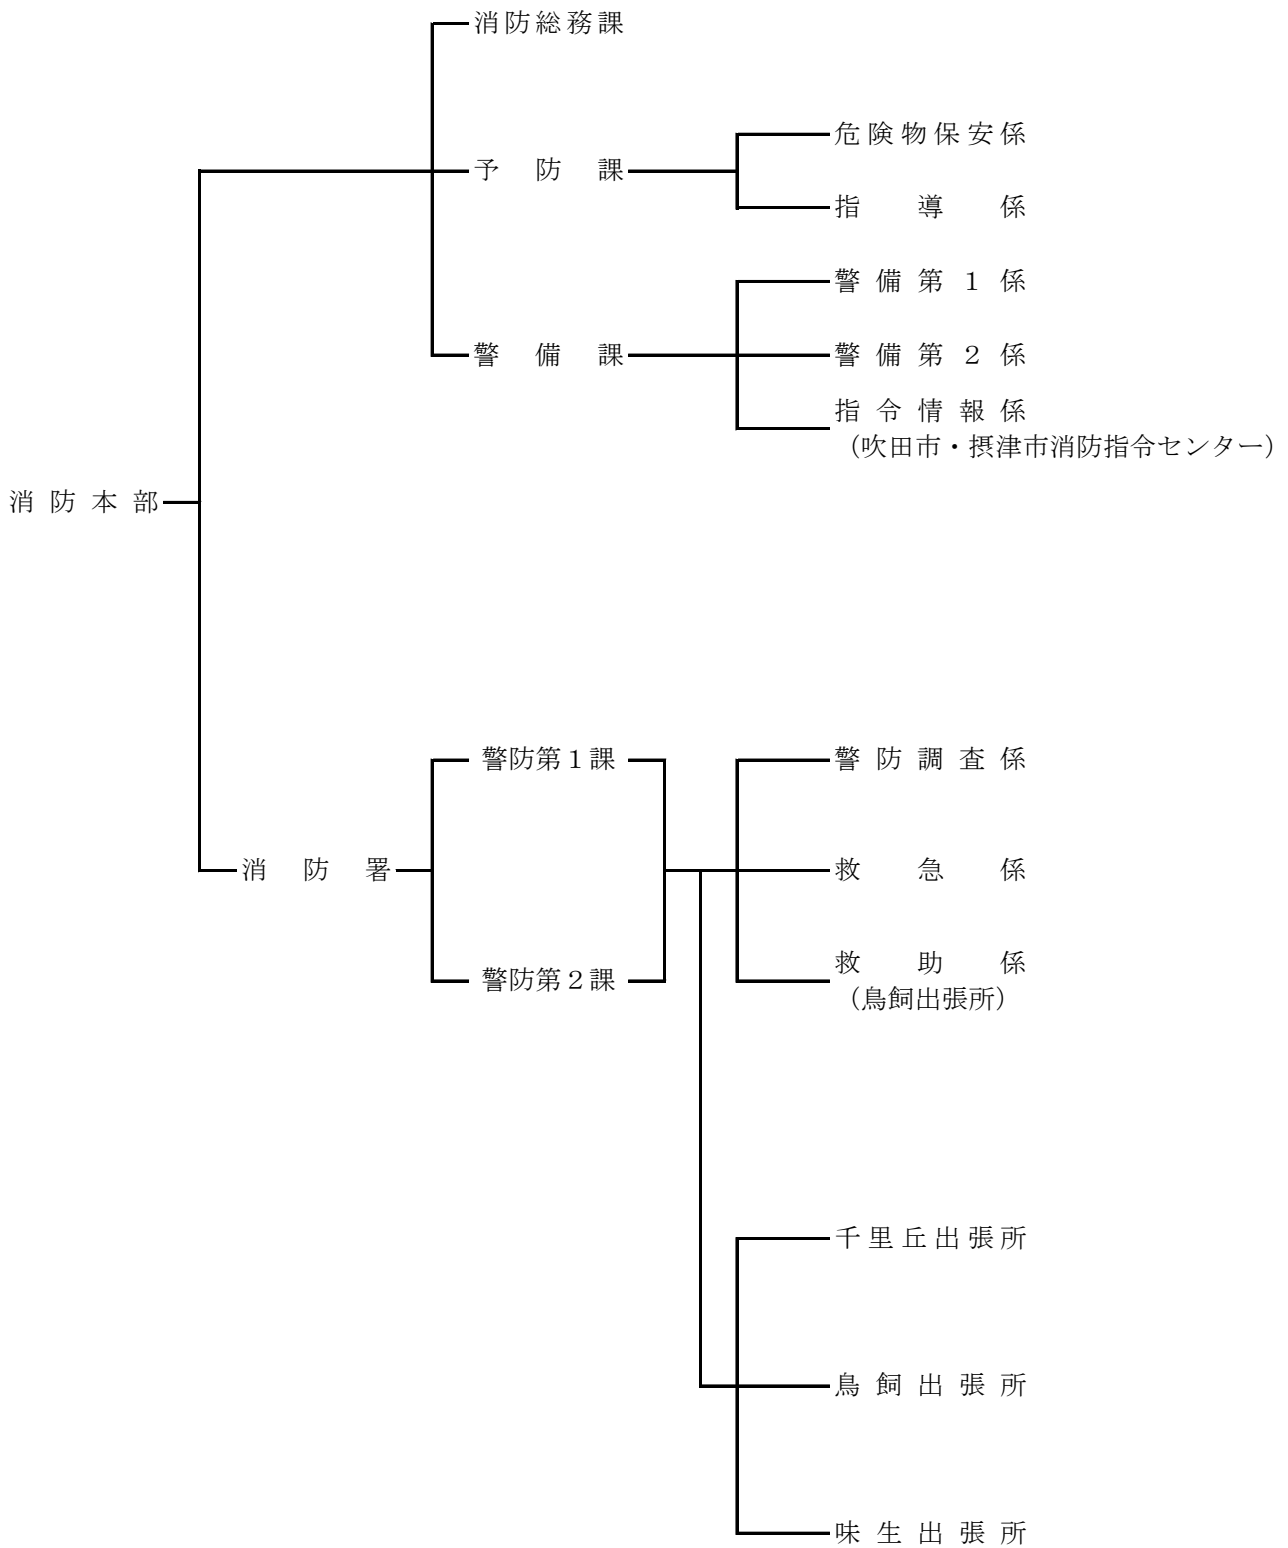 消防総務課
危険物保安係
予防課
指導係
警備第１係
警備課
警備第２係
指令情報係
（吹田市・摂津市消防指令センター）
消防本部
警防第１課
警防調査係
消防署
救急係
救助係
警防第２課
（鳥飼出張所）
千里丘出張所
鳥飼出張所
味生出張所